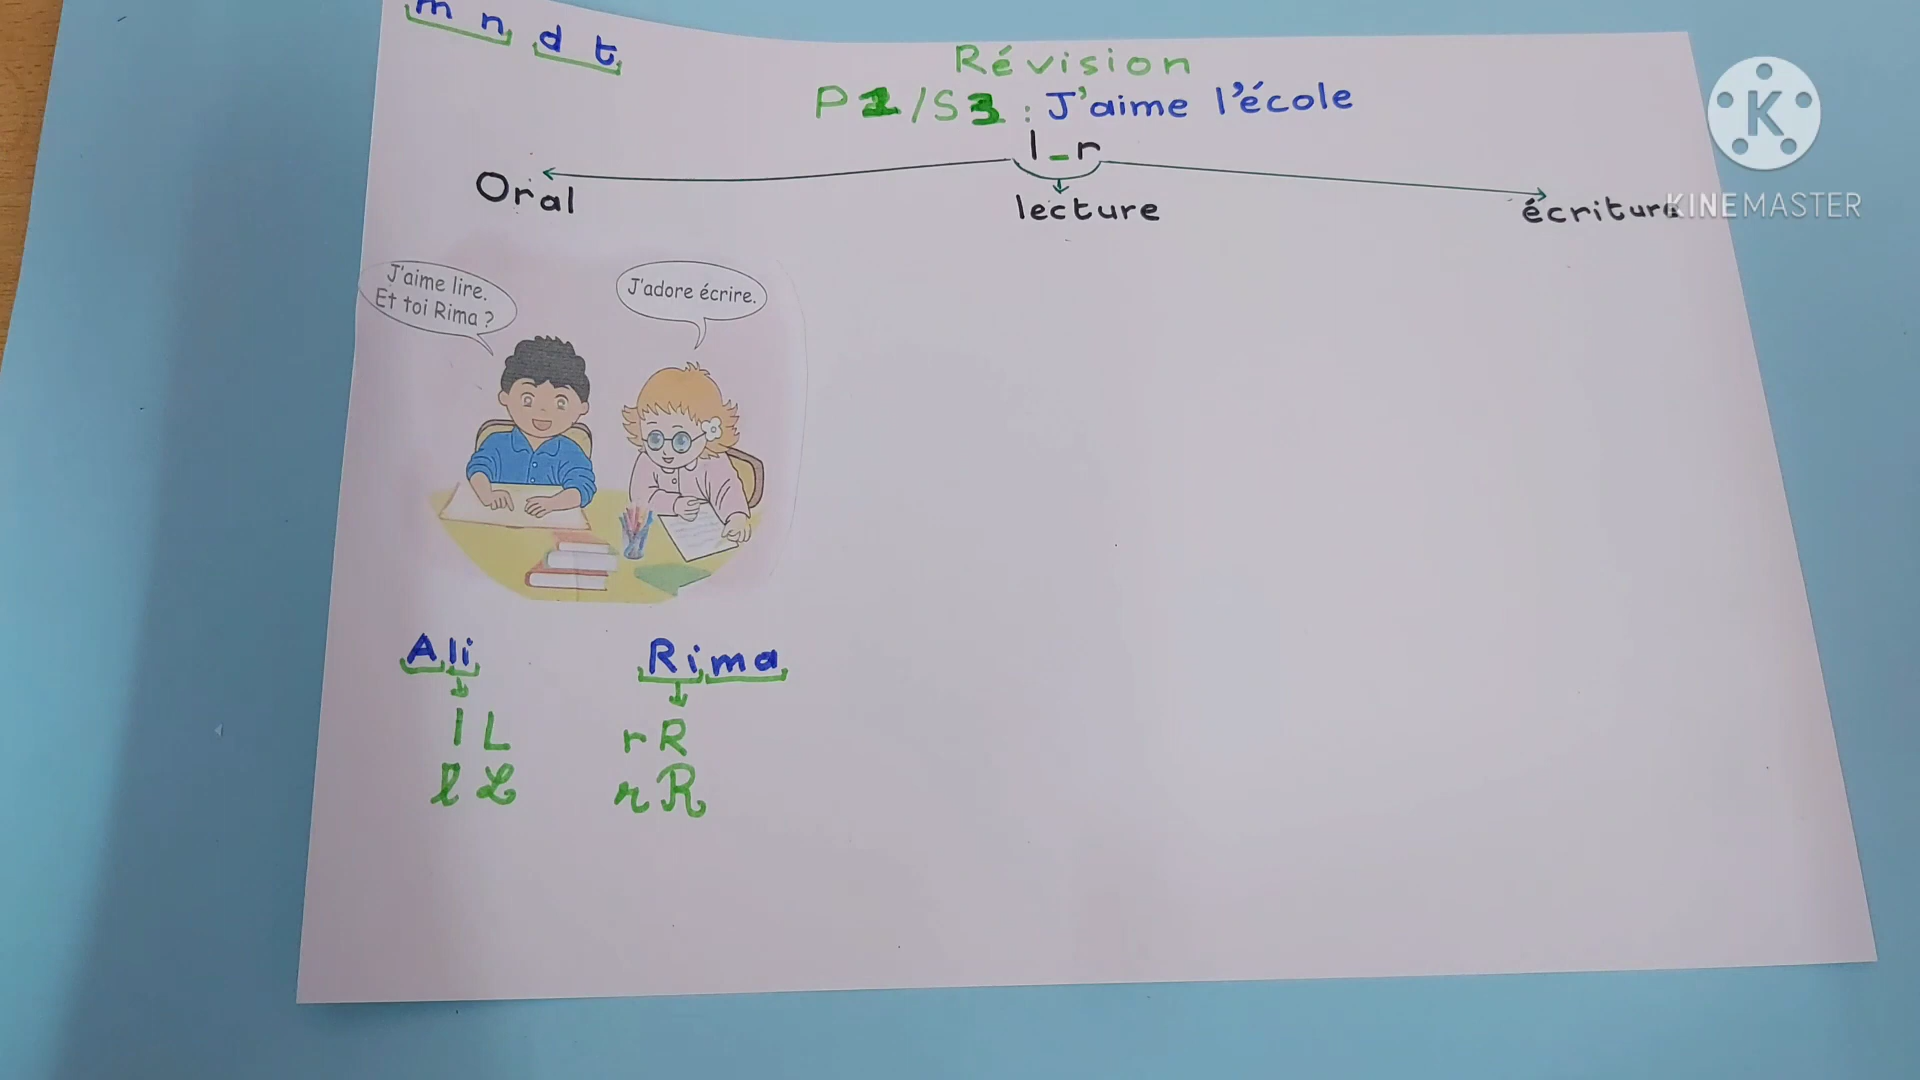 m n d t
Révision
P1/S3 : J'aime l'école
l_r
Oral
lecture
écriture
KINEMASTER
J'aime lire.
Et toi Rima ?
J'adore écrire.
Ali
Rima
l L
r R
l L
r R